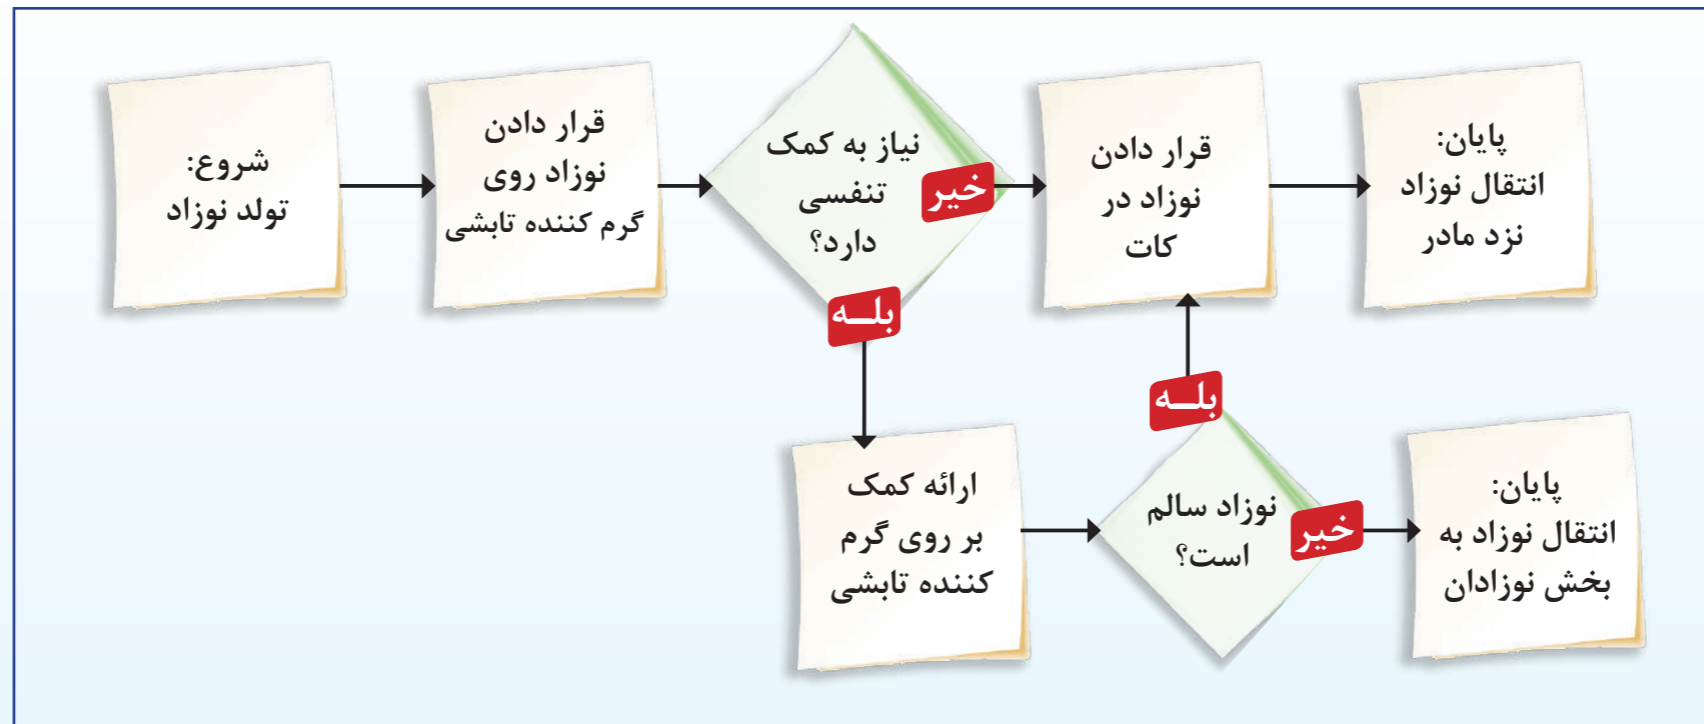 شروع:
تولد نوزاد
قرار دادن
نوزاد روی
گرم کننده تابشی
نیاز به کمک
تنفسی
دارد؟
خیر
بلــه
قرار دادن
نوزاد در
کات
پایان:
انتقال نوزاد
نزد مادر
ارائه کمک
بر روی گرم
کننده تابشی
نوزاد سالم
است؟
بلــه
خیر
پایان:
انتقال نوزاد به
بخش نوزادان